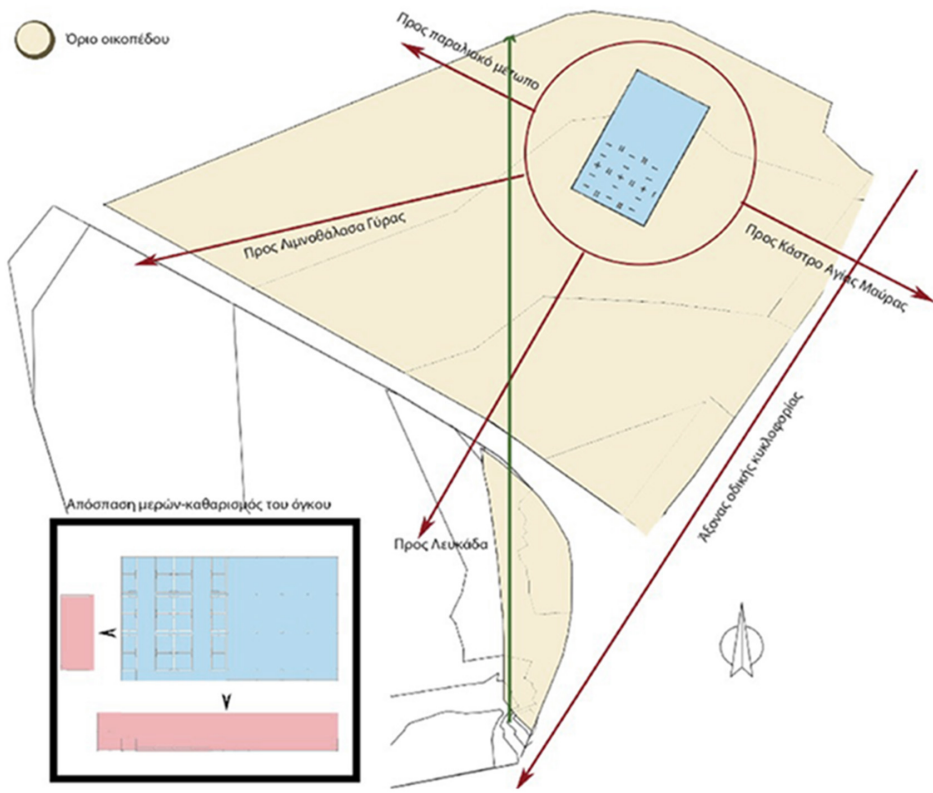 Όριο οικοπέδου
Προς παραλιακό μέτωπο
Προς Λιμνοθάλασα Γύρας
Προς Κάστρο Αγίας Μαύρας
Άξονας οδικής κυκλοφορίας
Απόσπαση μερών-καθαρισμός του όγκου
Προς Λευκάδα